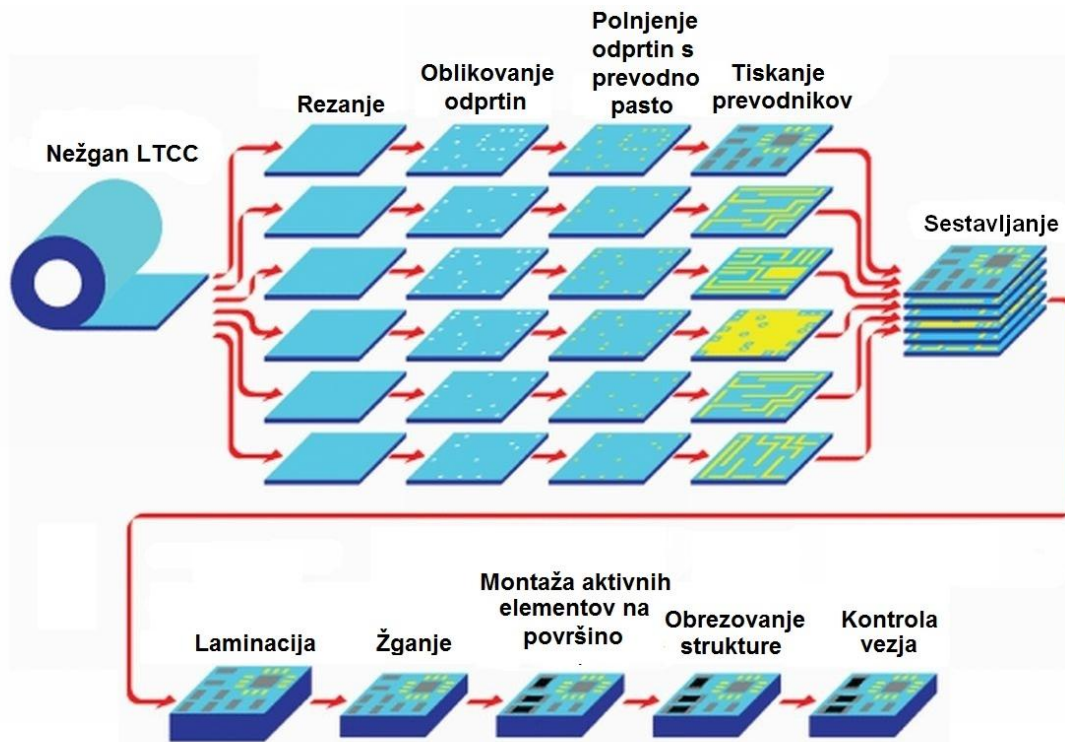 Nežgan LTCC
Rezanje
Oblikovanje
odprtin
Polnjenje
odprtin s
prevodno
pasto
Tiskanje
prevodnikov
Sestavljanje
Laminacija
Žganje
Montaža aktivnih
elementov na
površino
Obrezovanje
strukture
Kontrola
vezja